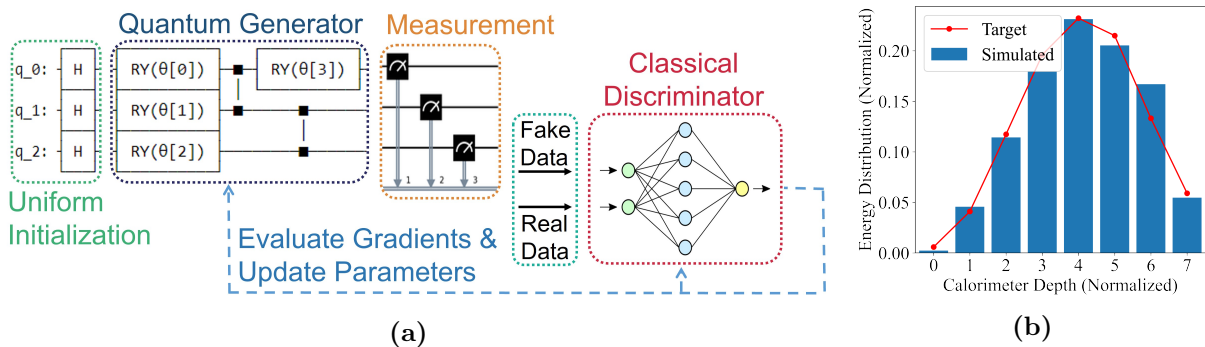 Quantum Generator
Measurement
q_0:
H
RY(θ[0])
RY(θ[3])
q_1:
H
RY(θ[1])
q_2:
H
RY(θ[2])
1
2
3
Uniform
Initialization
Classical
Discriminator
Fake
Data
Real
Data
Evaluate Gradients &
Update Parameters
(a)
Energy Distribution (Normalized)
0.20
0.15
0.10
0.05
0.00
Target
Simulated
0 1 2 3 4 5 6 7
Calorimeter Depth (Normalized)
(b)